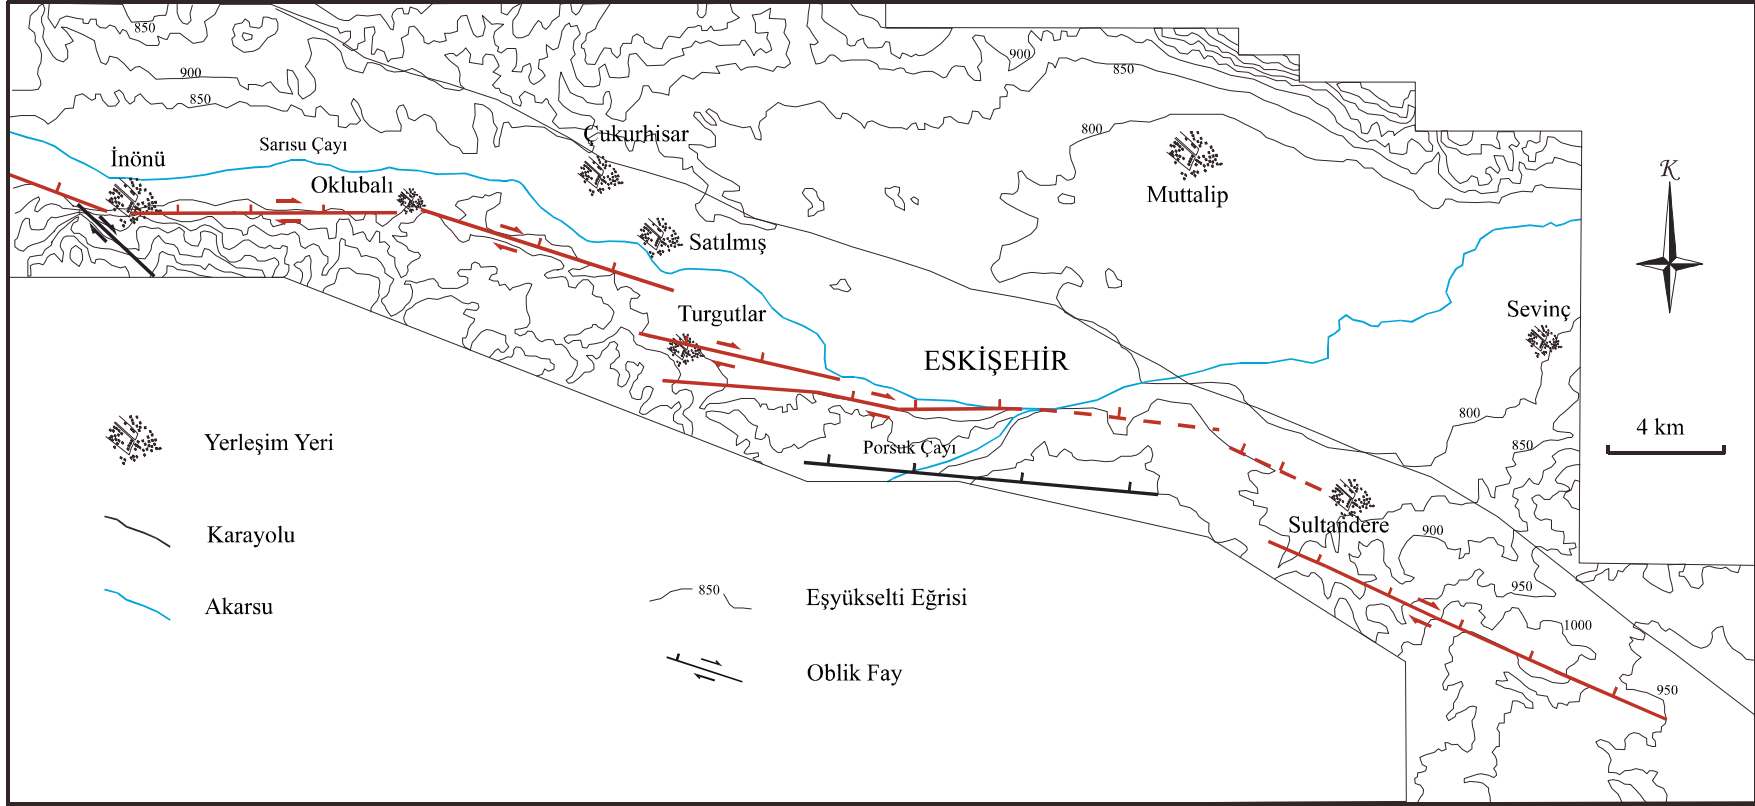 850
900
850
900
850
800
Çukurhisar
Sarısu Çayı
İnönü
Oklubalı
Muttalip
K
Satılmış
Turgutlar
Sevinç
ESKİŞEHİR
800
4 km
850
Porsuk Çayı
Yerleşim Yeri
Sultandere
900
Karayolu
950
850
Eşyükselti Eğrisi
Akarsu
1000
Oblik Fay
950